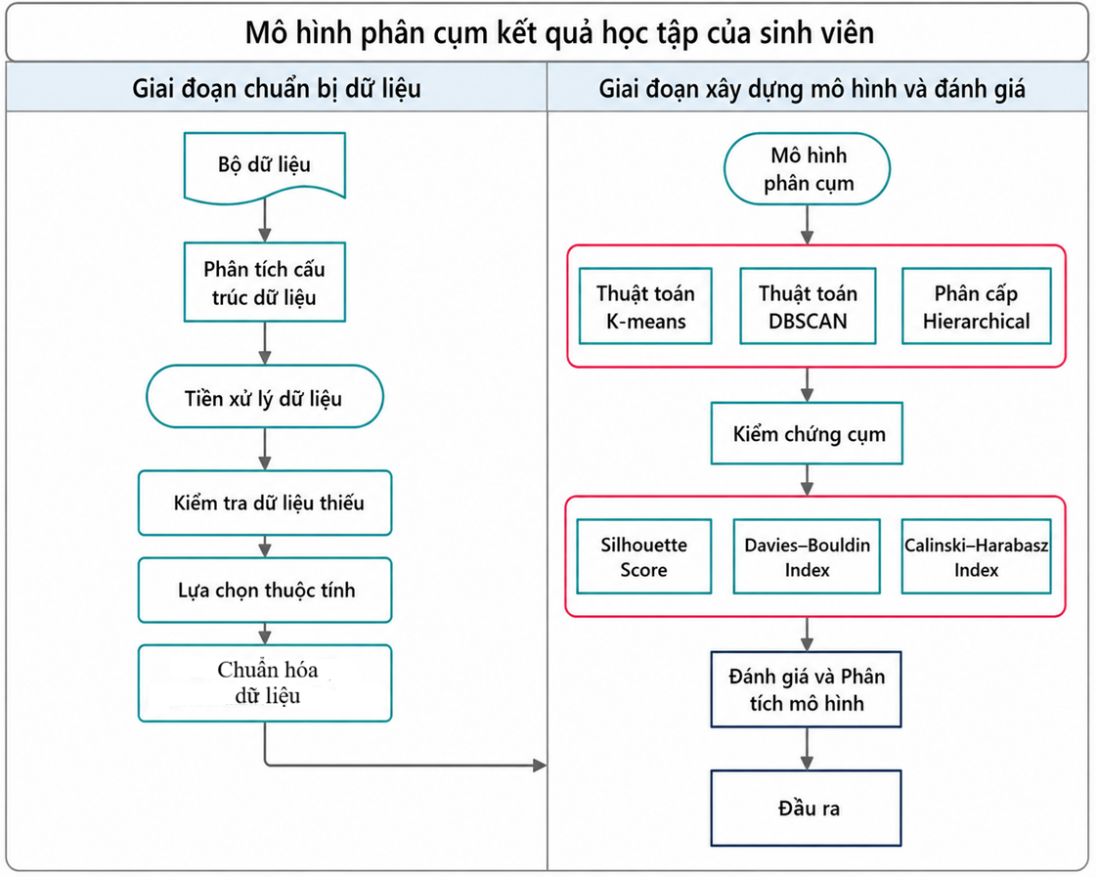 Mô hình phân cụm kết quả học tập của sinh viên
Giai đoạn chuẩn bị dữ liệu
Bộ dữ liệu
Phân tích cấu
trúc dữ liệu
Tiền xử lý dữ liệu
Kiểm tra dữ liệu thiếu
Lựa chọn thuộc tính
Chuẩn hóa
dữ liệu
Giai đoạn xây dựng mô hình và đánh giá
Mô hình
phân cụm
Thuật toán
K-means
Thuật toán
DBSCAN
Phân cấp
Hierarchical
Kiểm chứng cụm
Silhouette
Score
Davies–Bouldin
Index
Calinski–Harabasz
Index
Đánh giá và Phân
tích mô hình
Đầu ra